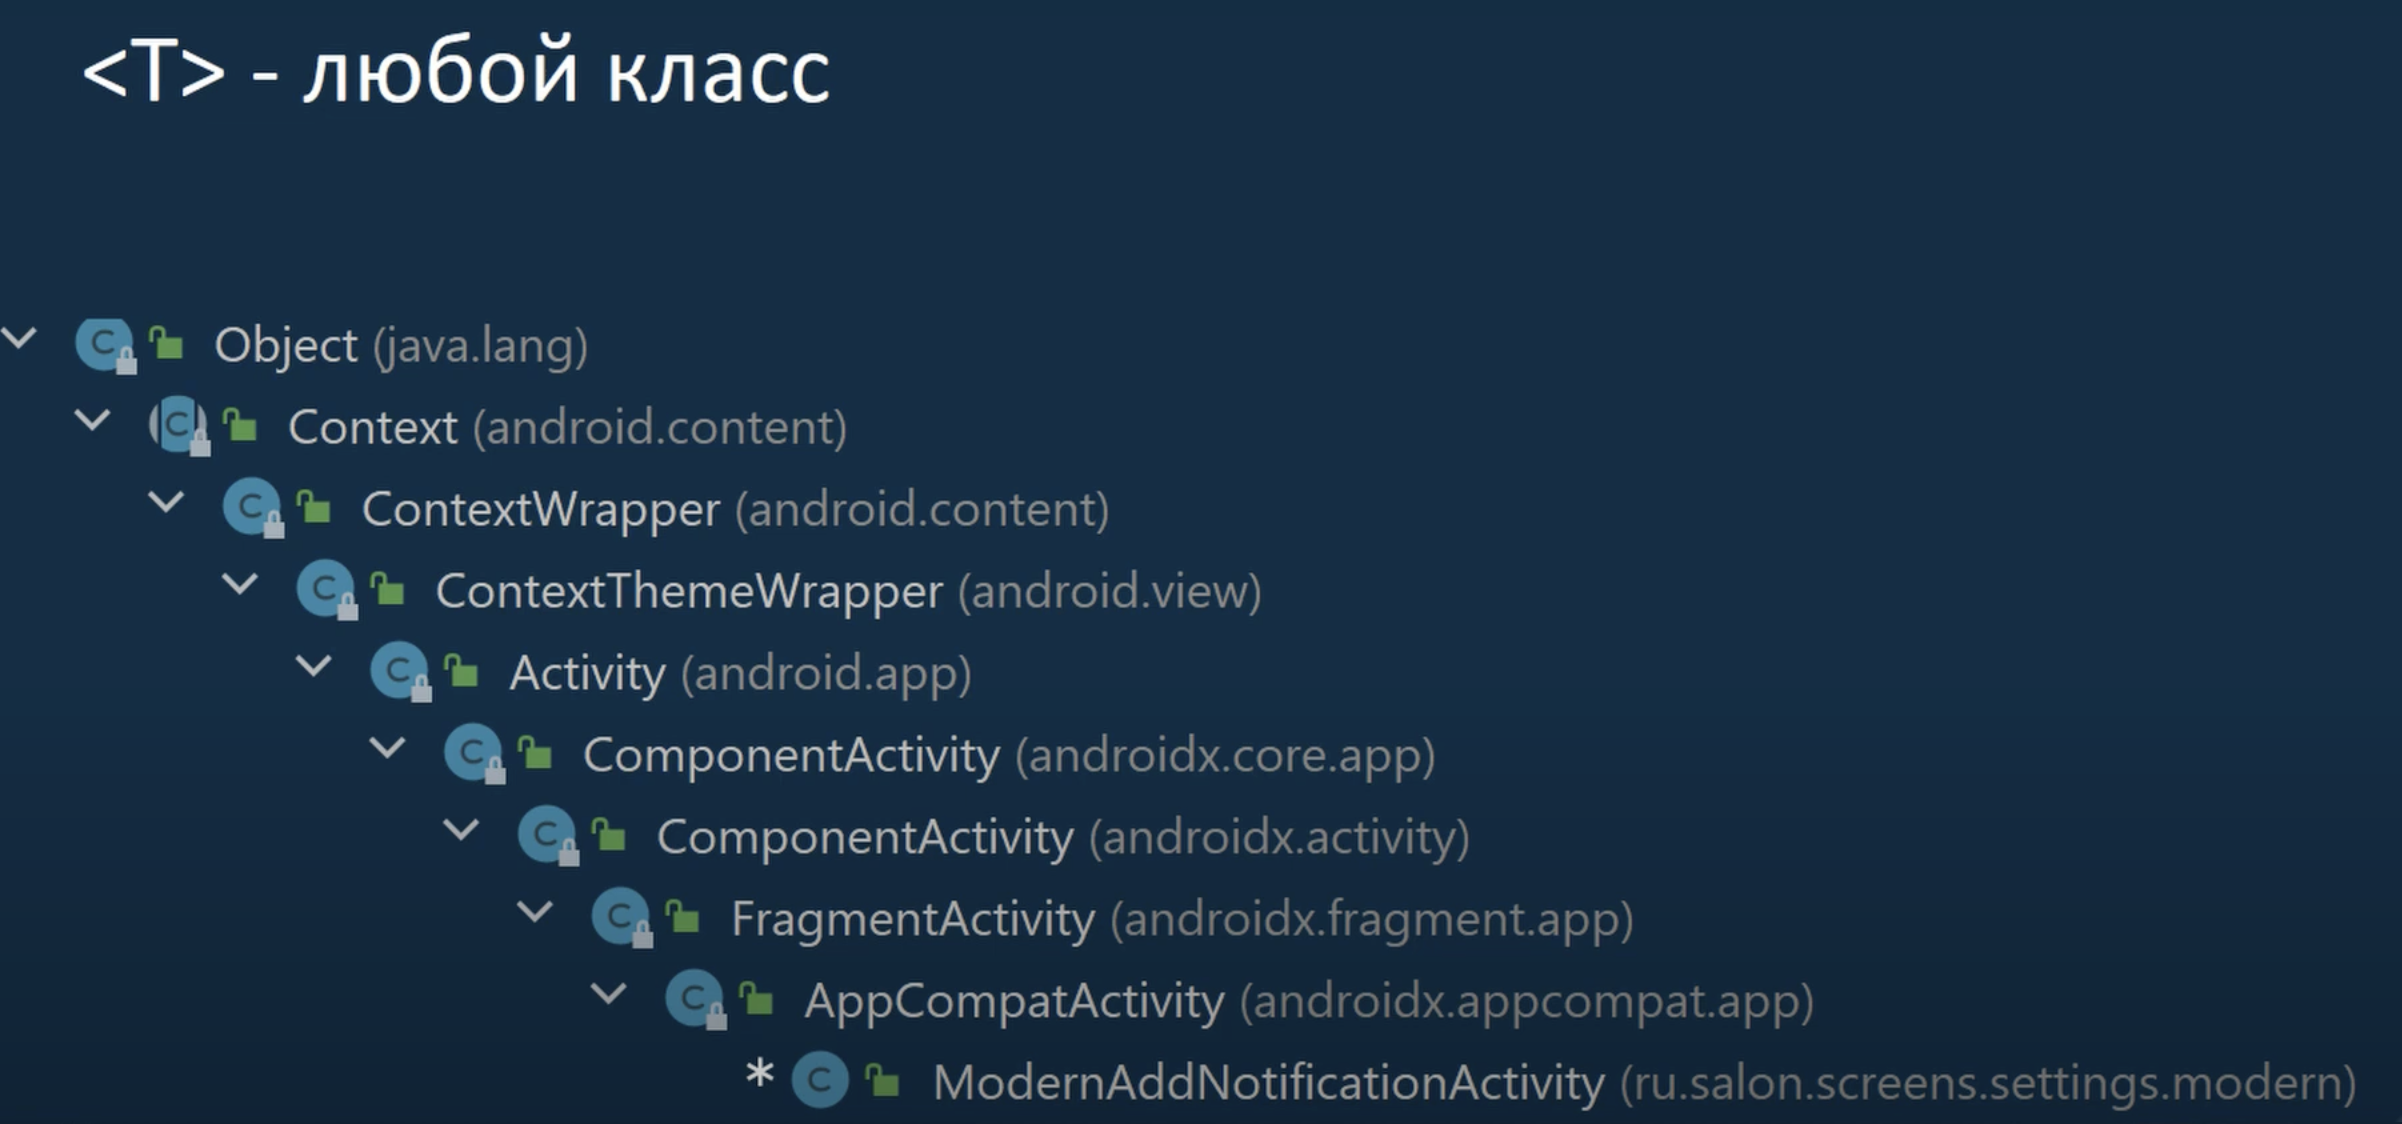 <T> - любой класс
Object (java.lang)
Context (android.content)
ContextWrapper (android.content)
ContextThemeWrapper (android.view)
Activity (android.app)
ComponentActivity (androidx.core.app)
ComponentActivity (androidx.activity)
FragmentActivity (androidx.fragment.app)
AppCompatActivity (androidx.appcompat.app)
* ModernAddNotificationActivity (ru.salon.screens.settings.modern)